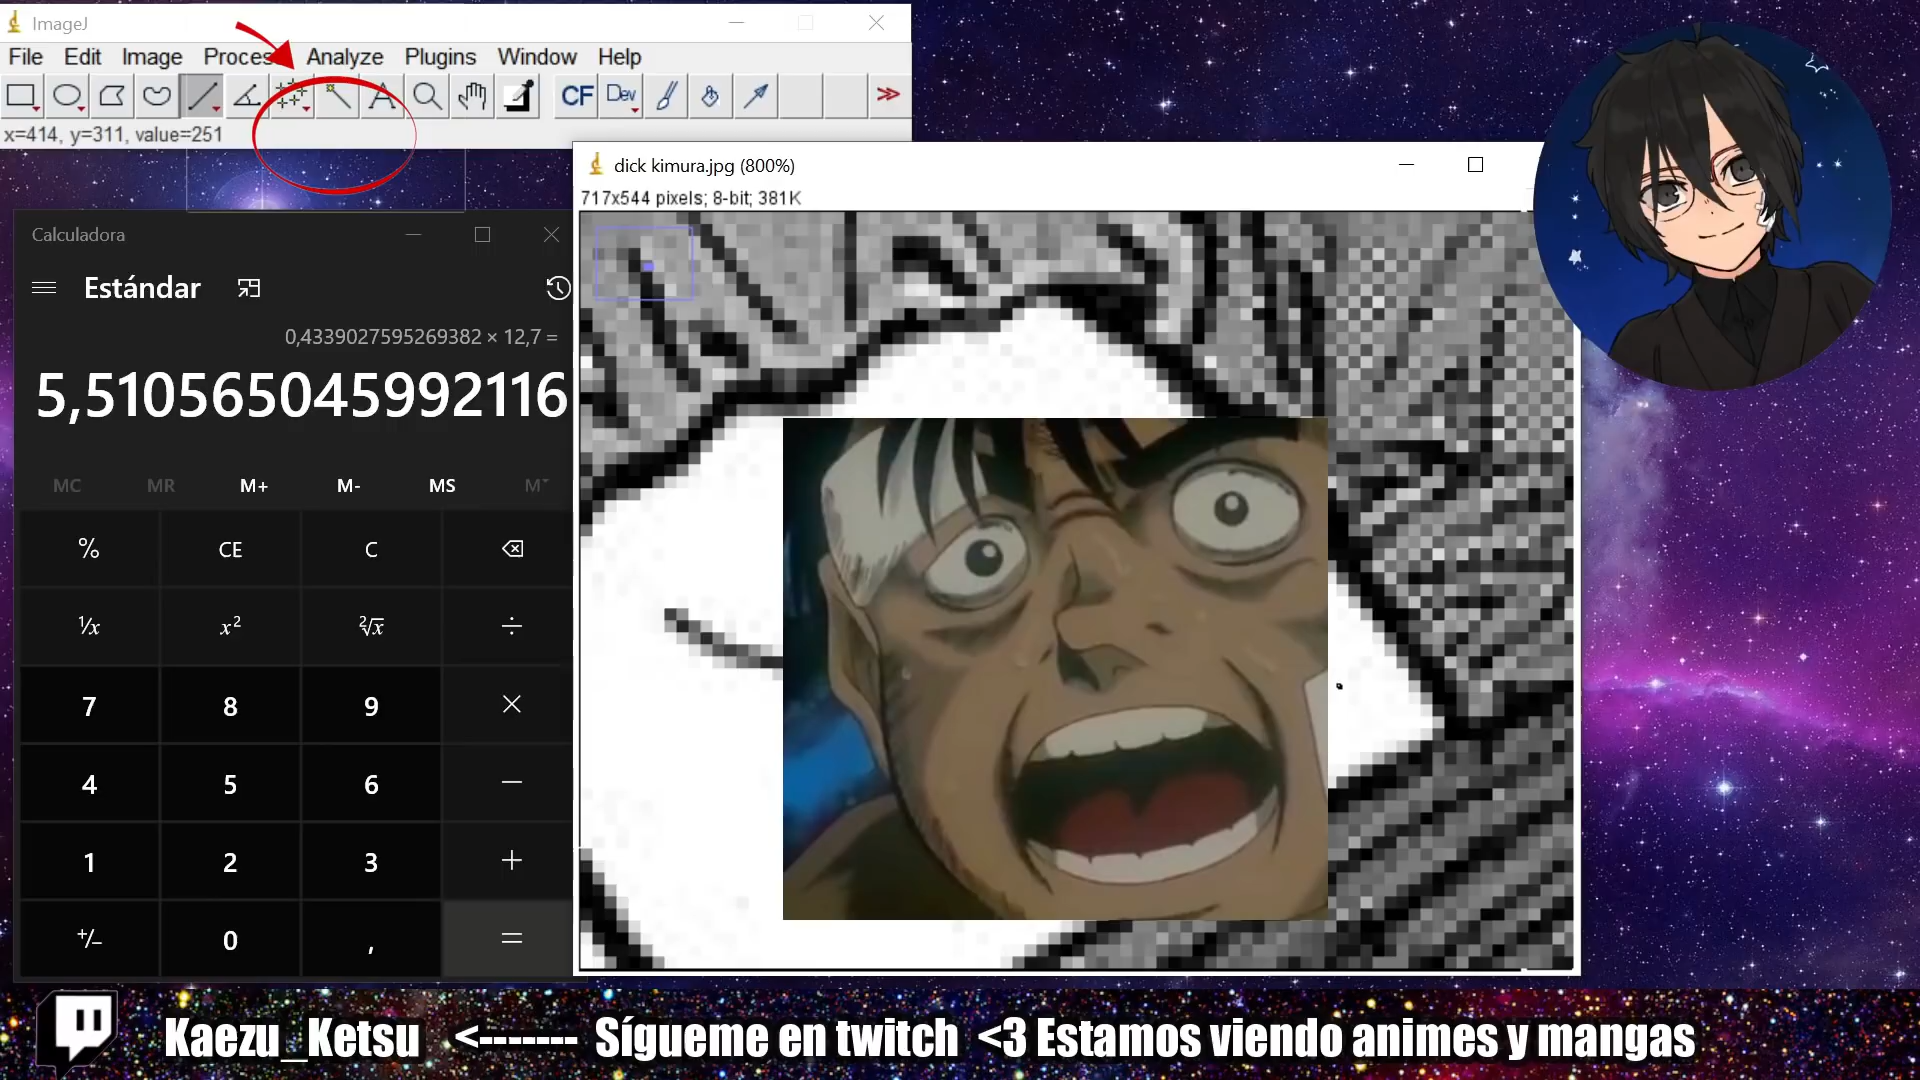 ImageJ
File Edit Image Proces Analyze Plugins Window Help
A CF Dev >>
x=414, y=311, value=251
dick kimura.jpg (800%)
717x544 pixels; 8-bit; 381K
Calculadora
Estándar
0,4339027595269382 × 12,7 =
5,510565045992116
MC MR M+ M- MS M˅
% CE C
¹/x x² ²√x ÷
7 8 9 ×
4 5 6 −
1 2 3 +
+/− 0 , =
Kaezu_Ketsu <------- Sígueme en twitch <3 Estamos viendo animes y mangas